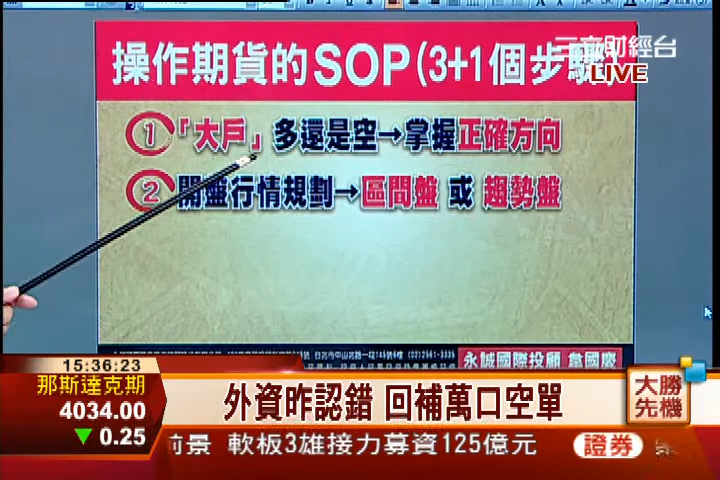 操作期貨的SOP(3+1個步驟)
三立財經台
LIVE
①「大戶」多還是空→掌握正確方向
②開盤行情規劃→區間盤 或 趨勢盤
永誠國際投顧 詹國慶
15:36:23
那斯達克期
4034.00
▼0.25
外資昨認錯 回補萬口空單
大勝先機
前景 軟板3雄接力募資125億元
證券